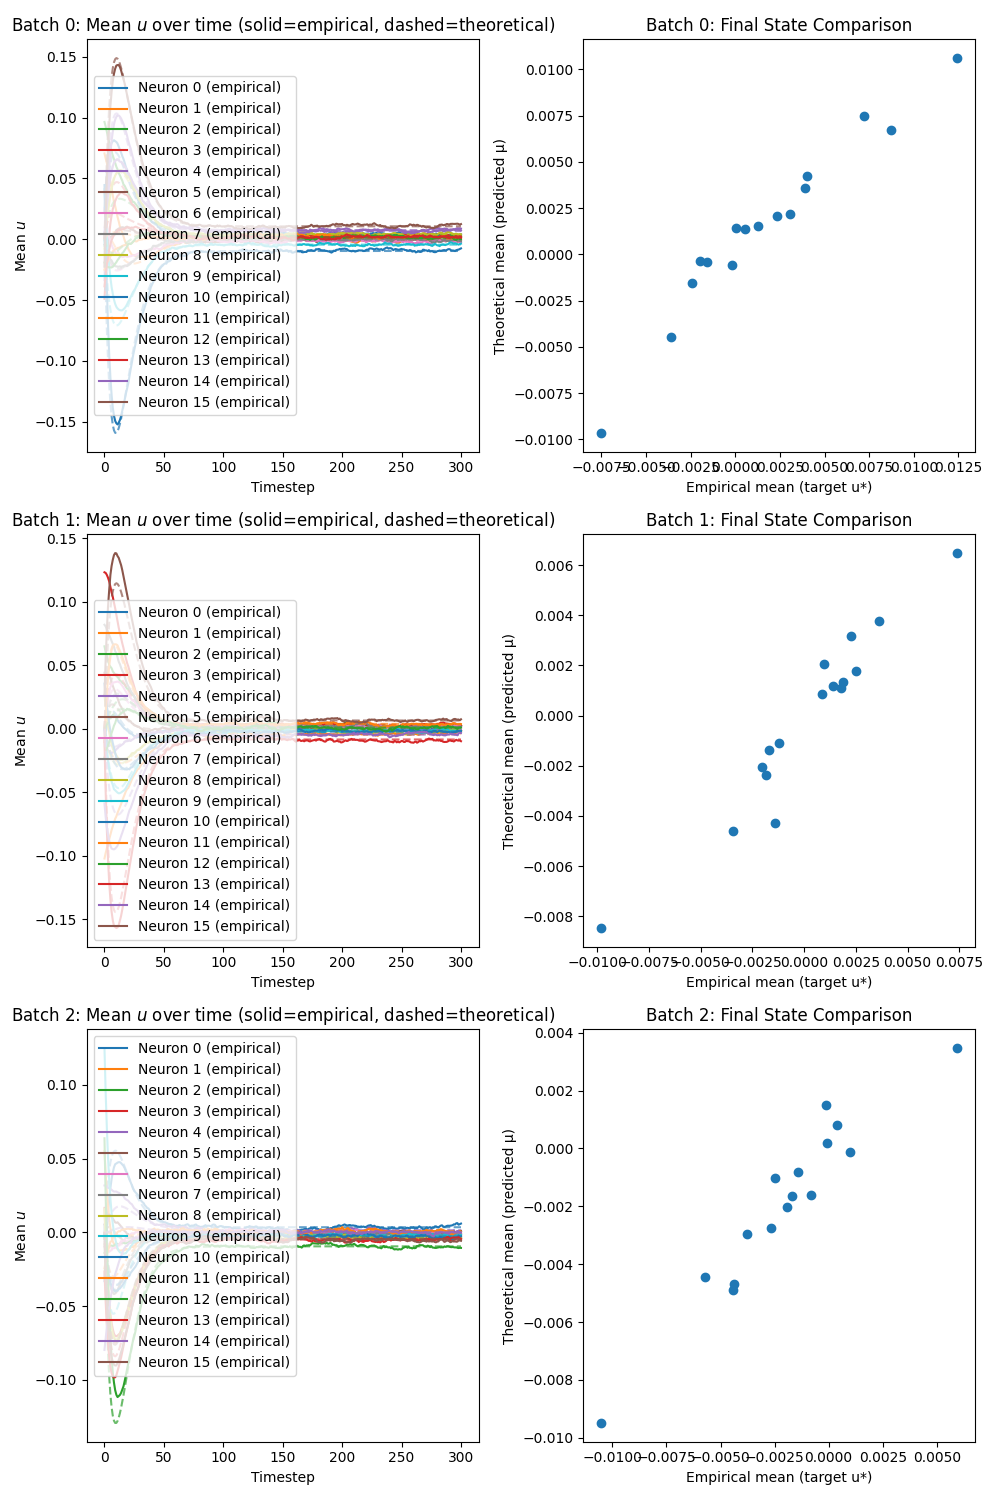 Batch 0: Mean u over time (solid=empirical, dashed=theoretical)
0.15
0.10
0.05
0.00
−0.05
−0.10
−0.15
Mean u
Neuron 0 (empirical)
Neuron 1 (empirical)
Neuron 2 (empirical)
Neuron 3 (empirical)
Neuron 4 (empirical)
Neuron 5 (empirical)
Neuron 6 (empirical)
Neuron 7 (empirical)
Neuron 8 (empirical)
Neuron 9 (empirical)
Neuron 10 (empirical)
Neuron 11 (empirical)
Neuron 12 (empirical)
Neuron 13 (empirical)
Neuron 14 (empirical)
Neuron 15 (empirical)
0 50 100 150 200 250 300
Timestep
Batch 0: Final State Comparison
0.0100
0.0075
0.0050
0.0025
0.0000
−0.0025
−0.0050
−0.0075
−0.0100
Theoretical mean (predicted μ)
−0.0075 −0.0050 −0.0025 0.0000 0.0025 0.0050 0.0075 0.0100 0.0125
Empirical mean (target u*)
Batch 1: Mean u over time (solid=empirical, dashed=theoretical)
0.15
0.10
0.05
0.00
−0.05
−0.10
−0.15
Mean u
Neuron 0 (empirical)
Neuron 1 (empirical)
Neuron 2 (empirical)
Neuron 3 (empirical)
Neuron 4 (empirical)
Neuron 5 (empirical)
Neuron 6 (empirical)
Neuron 7 (empirical)
Neuron 8 (empirical)
Neuron 9 (empirical)
Neuron 10 (empirical)
Neuron 11 (empirical)
Neuron 12 (empirical)
Neuron 13 (empirical)
Neuron 14 (empirical)
Neuron 15 (empirical)
0 50 100 150 200 250 300
Timestep
Batch 1: Final State Comparison
0.006
0.004
0.002
0.000
−0.002
−0.004
−0.006
−0.008
Theoretical mean (predicted μ)
−0.0100 −0.0075 −0.0050 −0.0025 0.0000 0.0025 0.0050 0.0075
Empirical mean (target u*)
Batch 2: Mean u over time (solid=empirical, dashed=theoretical)
0.10
0.05
0.00
−0.05
−0.10
Mean u
Neuron 0 (empirical)
Neuron 1 (empirical)
Neuron 2 (empirical)
Neuron 3 (empirical)
Neuron 4 (empirical)
Neuron 5 (empirical)
Neuron 6 (empirical)
Neuron 7 (empirical)
Neuron 8 (empirical)
Neuron 9 (empirical)
Neuron 10 (empirical)
Neuron 11 (empirical)
Neuron 12 (empirical)
Neuron 13 (empirical)
Neuron 14 (empirical)
Neuron 15 (empirical)
0 50 100 150 200 250 300
Timestep
Batch 2: Final State Comparison
0.004
0.002
0.000
−0.002
−0.004
−0.006
−0.008
−0.010
Theoretical mean (predicted μ)
−0.0100 −0.0075 −0.0050 −0.0025 0.0000 0.0025 0.0050
Empirical mean (target u*)